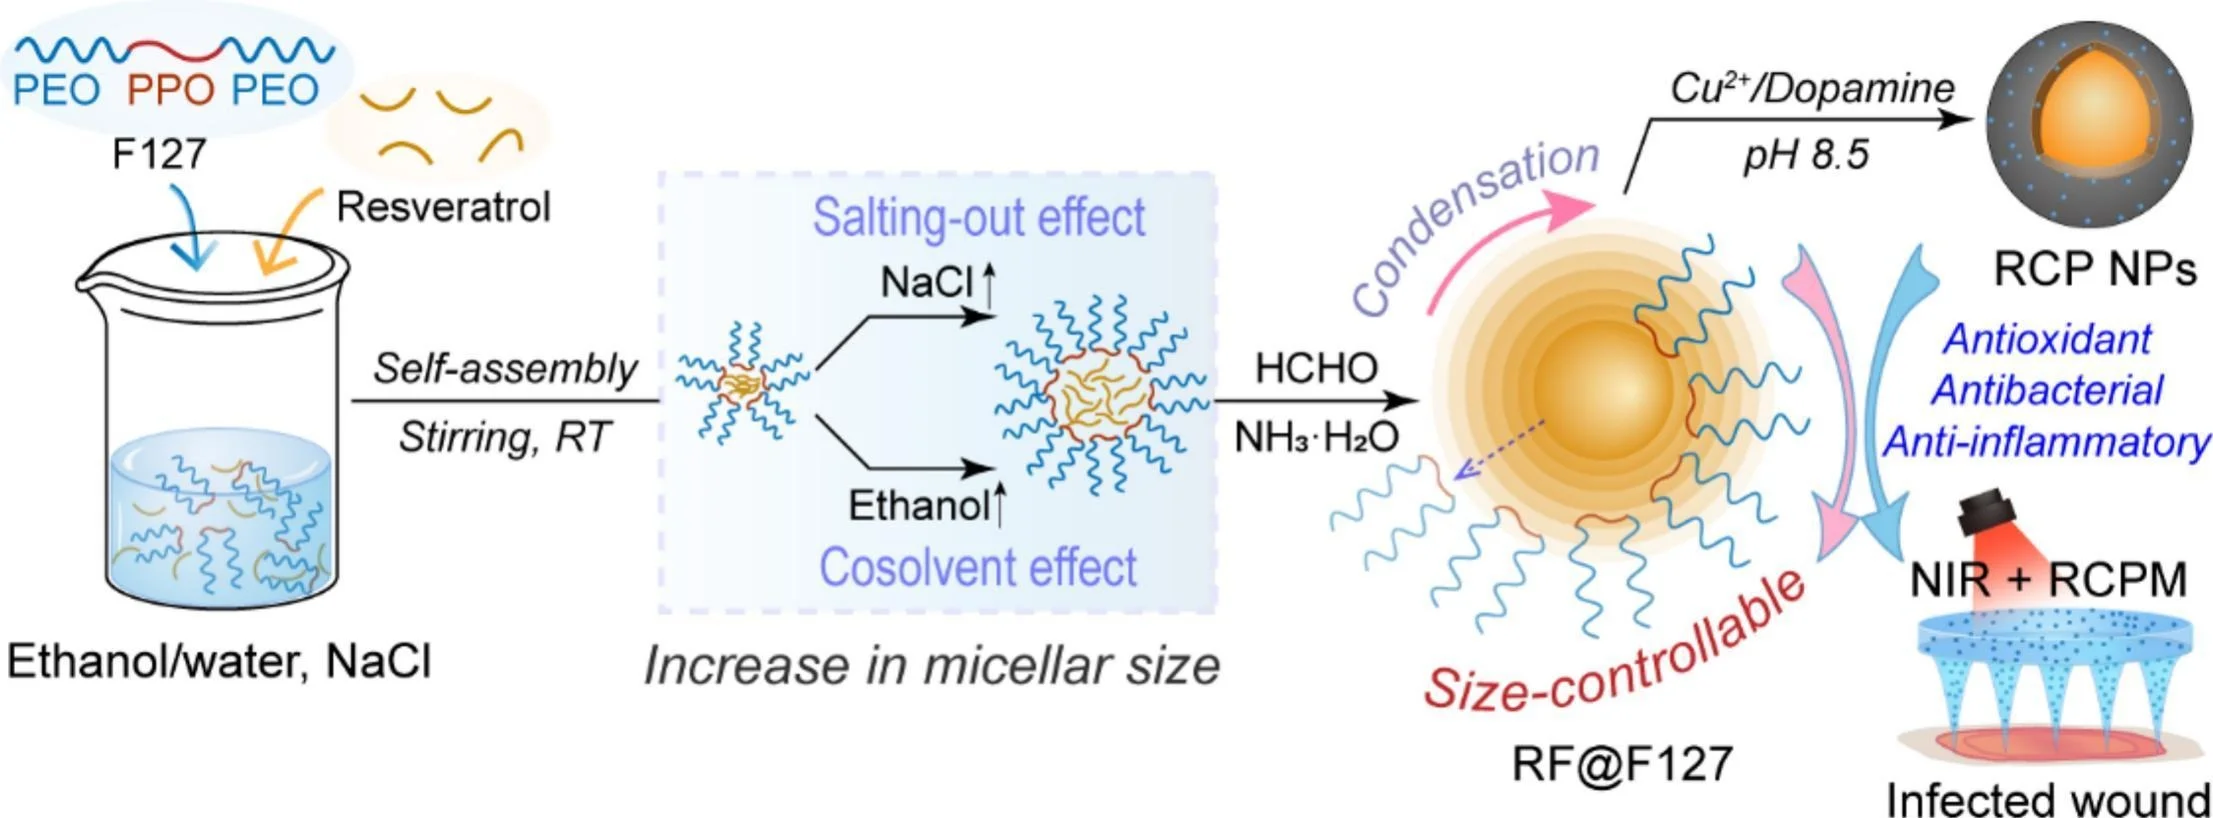 PEO PPO PEO
F127
Resveratrol
Ethanol/water, NaCl
Self-assembly
Stirring, RT
Salting-out effect
NaCl↑
Ethanol↑
Cosolvent effect
Increase in micellar size
HCHO
NH₃·H₂O
Condensation
Size-controllable
RF@F127
Cu²⁺/Dopamine
pH 8.5
RCP NPs
Antioxidant
Antibacterial
Anti-inflammatory
NIR + RCPM
Infected wound